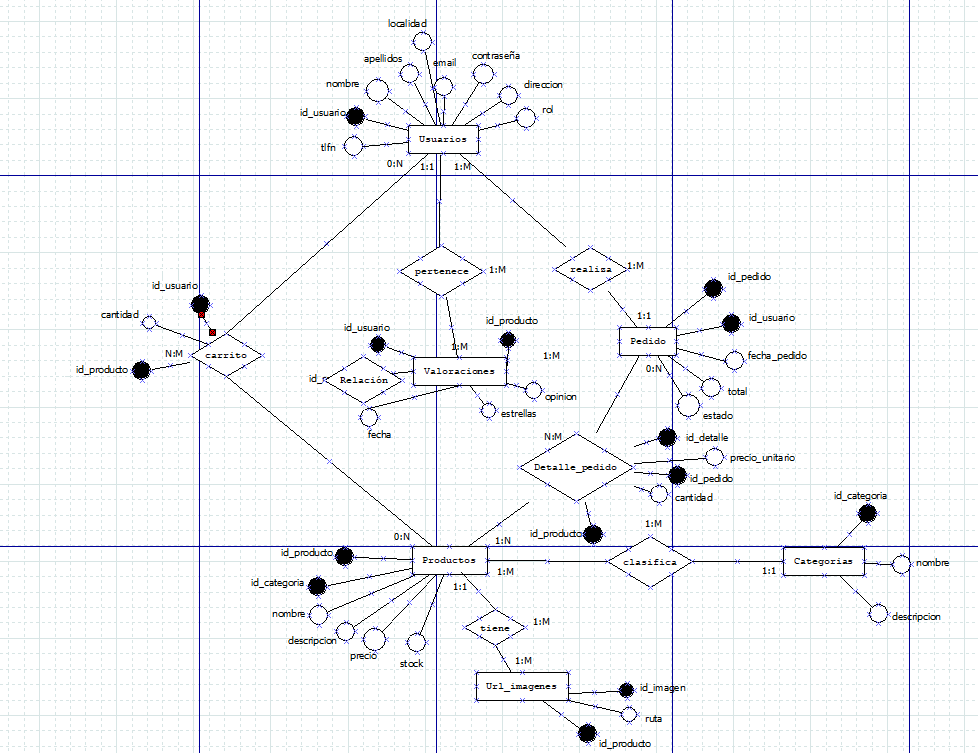 localidad
apellidos
email
contraseña
nombre
direccion
id_usuario
rol
tlfn
Usuarios
0:N
1:1
1:M
pertenece
1:M
realiza
1:M
id_pedido
id_usuario
cantidad
N:M
carrito
id_producto
id_usuario
id_producto
1:1
id_usuario
Pedido
fecha_pedido
1:M
1:M
Relación
Valoraciones
opinion
estrellas
fecha
0:N
total
estado
N:M
id_detalle
Detalle_pedido
precio_unitario
id_pedido
cantidad
id_producto
id_categoria
1:M
0:N
1:N
id_producto
Productos
clasifica
Categorias
nombre
1:M
1:1
id_categoria
1:1
nombre
descripcion
descripcion
precio
stock
tiene
1:M
1:M
Url_imagenes
id_imagen
ruta
id_producto